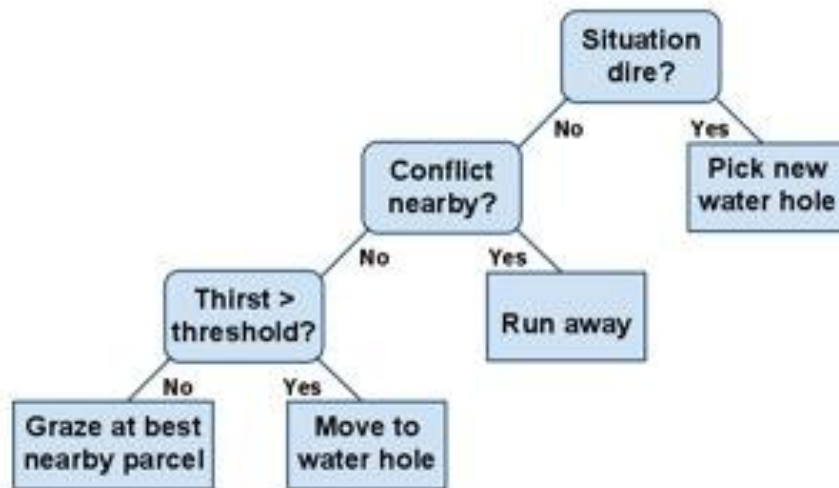 Situation
dire?
No
Yes
Conflict
nearby?
Pick new
water hole
No
Yes
Thirst >
threshold?
Run away
No
Yes
Graze at best
nearby parcel
Move to
water hole